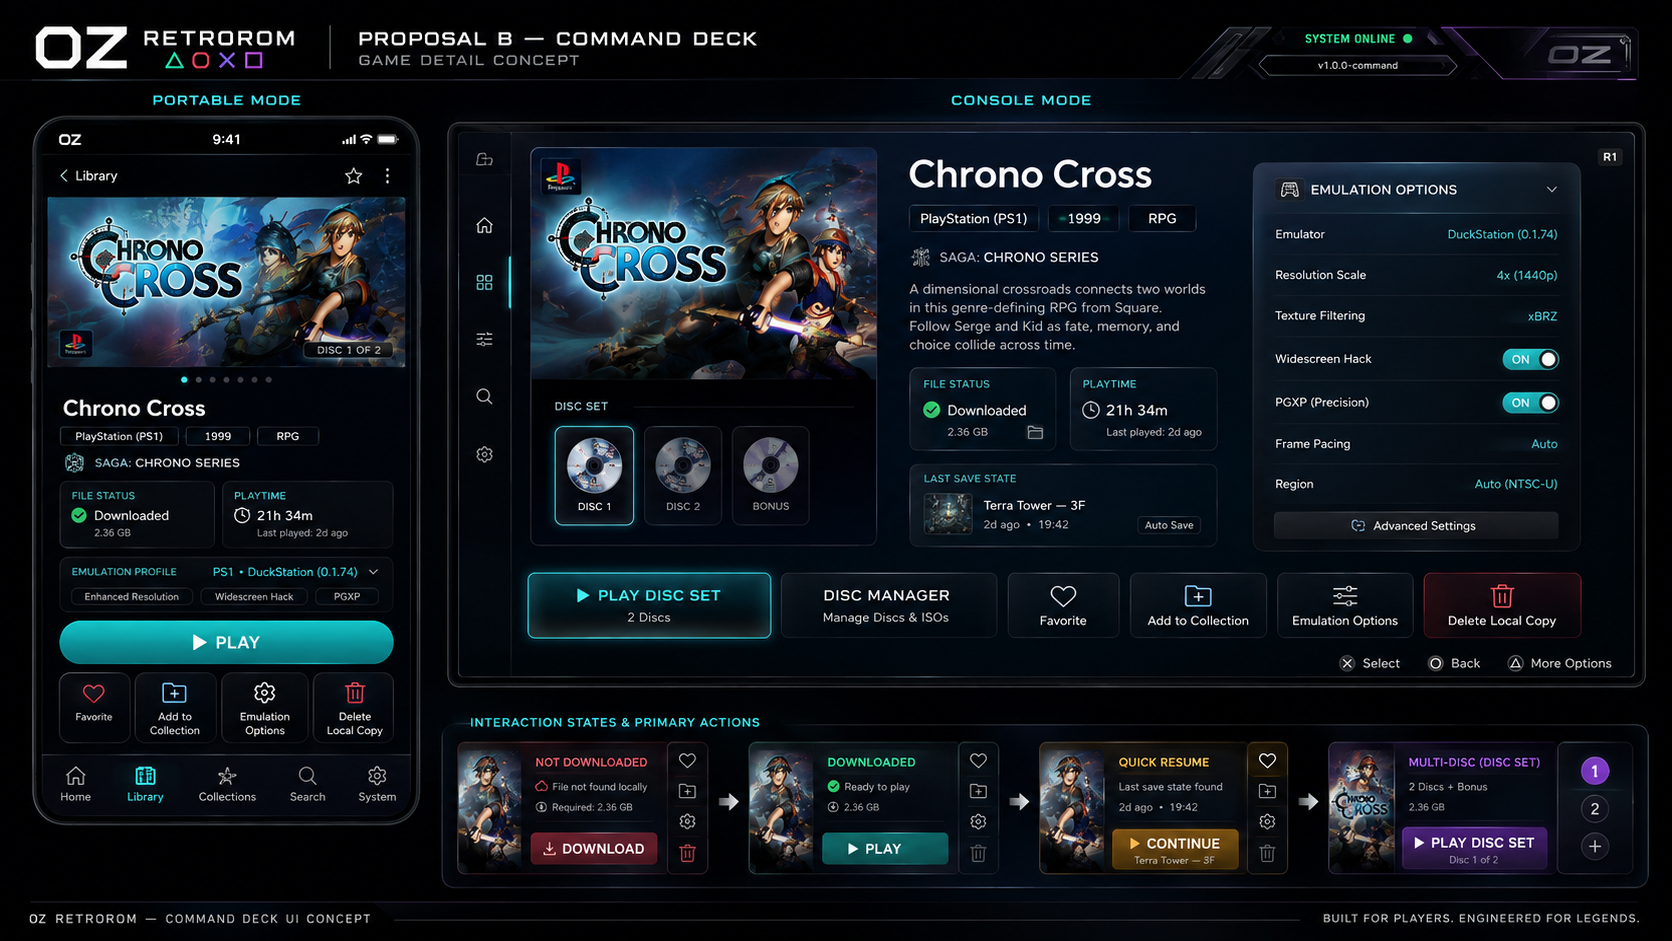 OZ RETROROM
PROPOSAL B — COMMAND DECK
GAME DETAIL CONCEPT
SYSTEM ONLINE
v1.0.0-command
OZ
PORTABLE MODE
OZ 9:41
Library
CHRONO CROSS
DISC 1 OF 2
Chrono Cross
PlayStation (PS1) 1999 RPG
SAGA: CHRONO SERIES
FILE STATUS
Downloaded
2.36 GB
PLAYTIME
21h 34m
Last played: 2d ago
EMULATION PROFILE PS1 • DuckStation (0.1.74)
Enhanced Resolution Widescreen Hack PGXP
PLAY
Favorite
Add to
Collection
Emulation
Options
Delete
Local Copy
Home Library Collections Search System
CONSOLE MODE
R1
CHRONO CROSS
DISC SET
DISC 1 DISC 2 BONUS
Chrono Cross
PlayStation (PS1) 1999 RPG
SAGA: CHRONO SERIES
A dimensional crossroads connects two worlds
in this genre-defining RPG from Square.
Follow Serge and Kid as fate, memory, and
choice collide across time.
FILE STATUS
Downloaded
2.36 GB
PLAYTIME
21h 34m
Last played: 2d ago
LAST SAVE STATE
Terra Tower — 3F
2d ago • 19:42
Auto Save
EMULATION OPTIONS
Emulator DuckStation (0.1.74)
Resolution Scale 4x (1440p)
Texture Filtering xBRZ
Widescreen Hack ON
PGXP (Precision) ON
Frame Pacing Auto
Region Auto (NTSC-U)
Advanced Settings
PLAY DISC SET
2 Discs
DISC MANAGER
Manage Discs & ISOs
Favorite
Add to Collection
Emulation Options
Delete Local Copy
Select Back More Options
INTERACTION STATES & PRIMARY ACTIONS
NOT DOWNLOADED
File not found locally
Required: 2.36 GB
DOWNLOAD
DOWNLOADED
Ready to play
2.36 GB
PLAY
QUICK RESUME
Last save state found
2d ago • 19:42
CONTINUE
Terra Tower — 3F
CHRONO CROSS
MULTI-DISC (DISC SET)
2 Discs + Bonus
2.36 GB
PLAY DISC SET
Disc 1 of 2
1
2
OZ RETROROM — COMMAND DECK UI CONCEPT
BUILT FOR PLAYERS. ENGINEERED FOR LEGENDS.